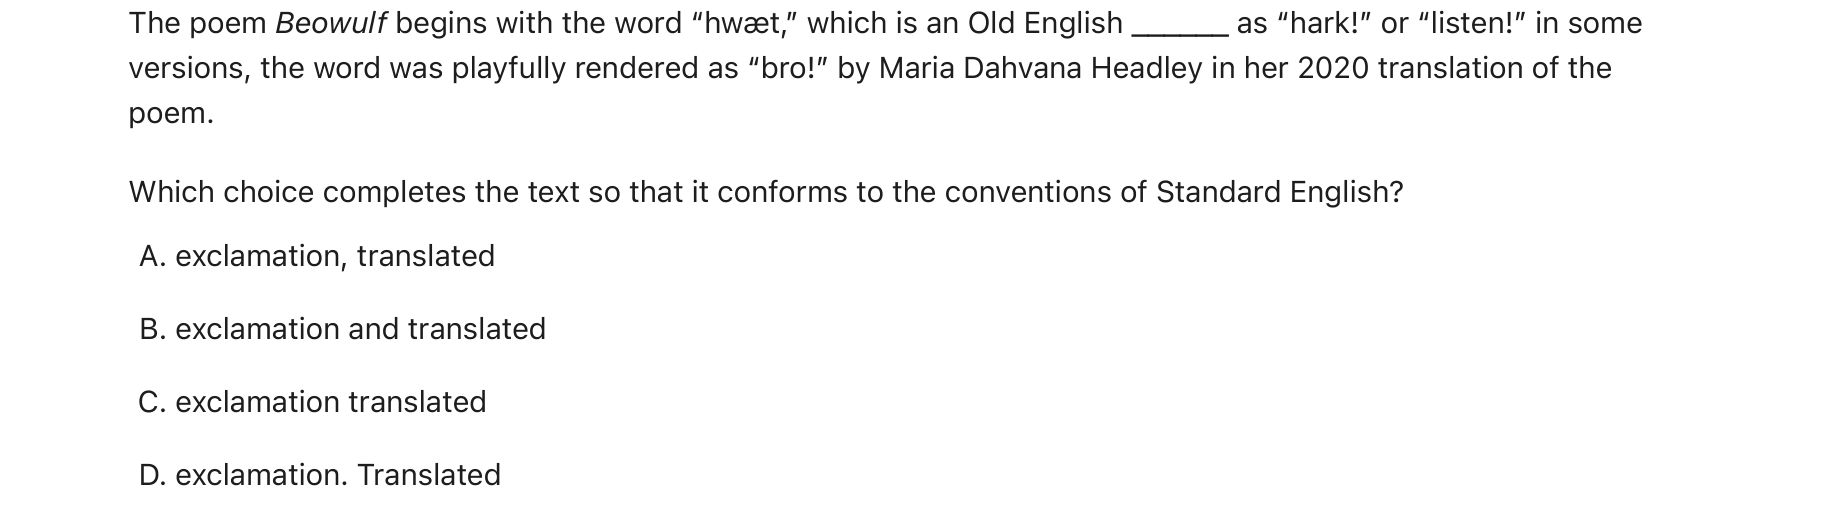 The poem Beowulf begins with the word “hwæt,” which is an Old English ______ as “hark!” or “listen!” in some
versions, the word was playfully rendered as “bro!” by Maria Dahvana Headley in her 2020 translation of the
poem.
Which choice completes the text so that it conforms to the conventions of Standard English?
A. exclamation, translated
B. exclamation and translated
C. exclamation translated
D. exclamation. Translated